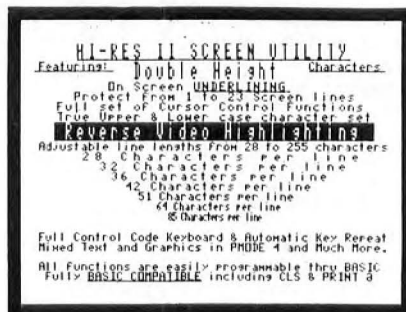 HI-RES II SCREEN UTILITY
Featuring: Double Height Characters
On Screen UNDERLINING
Protect From 1 to 23 Screen lines
Full set of Cursor Control Functions
True Upper & Lower case character set
Reverse Video Highlighting
Adjustable line lengths from 28 to 255 characters
28 Characters per line
32 Characters per line
36 Characters per line
42 Characters per line
51 Characters per line
64 Characters per line
85 Characters per line
Full Control Code Keyboard & Automatic Key Repeat
Mixed Text and Graphics in PMODE 4 and Much More.
All Functions are easily programmable thru BASIC
Fully BASIC COMPATIBLE including CLS & PRINT @